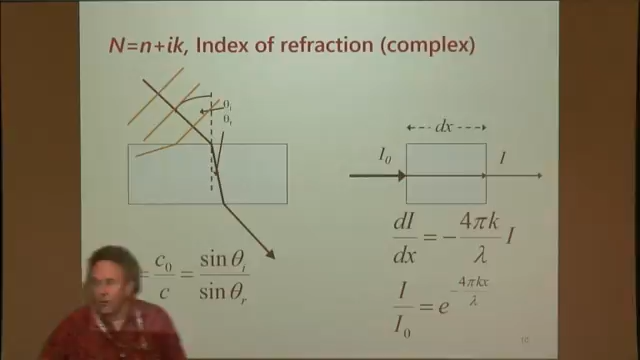 N=n+ik, Index of refraction (complex)
θi
θr
dx
I0
I
= c0/c = sin θi / sin θr
dI/dx = − 4πk/λ I
I/I0 = e^(−4πkx/λ)